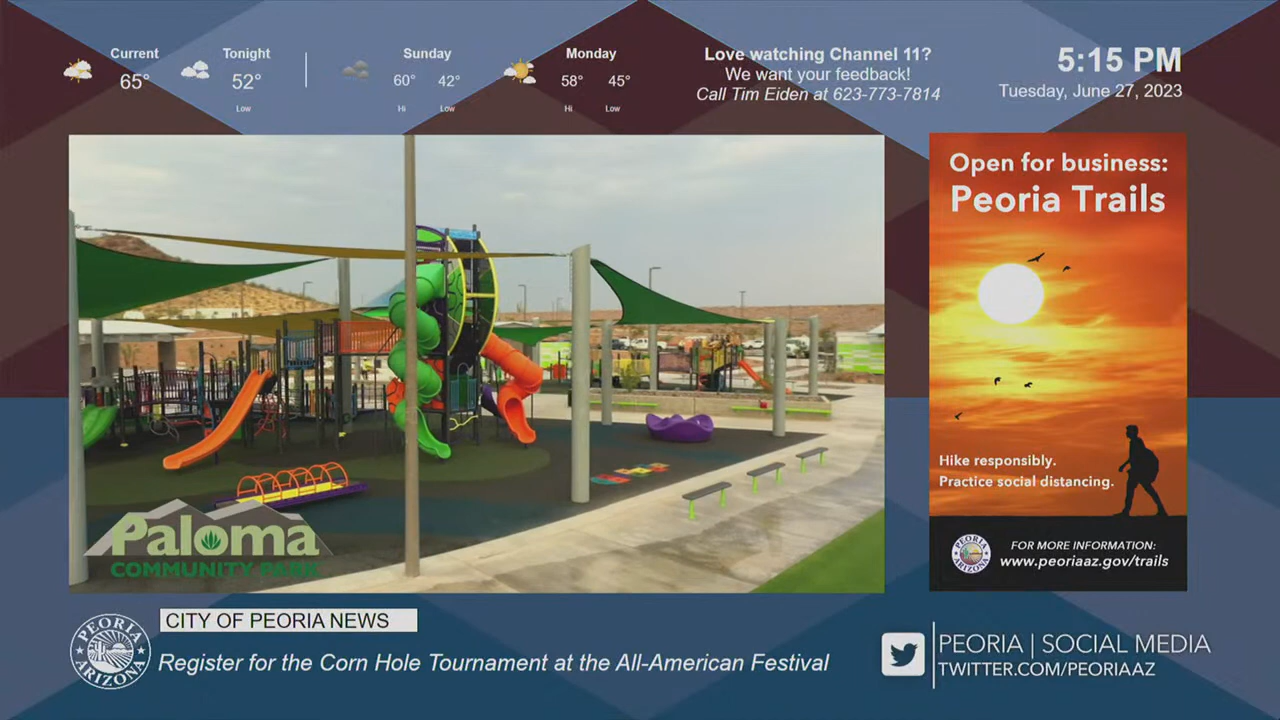 Current
65°
Tonight
52°
Low
Sunday
60° 42°
Hi Low
Monday
58° 45°
Hi Low
Love watching Channel 11?
We want your feedback!
Call Tim Eiden at 623-773-7814
5:15 PM
Tuesday, June 27, 2023
Paloma
COMMUNITY PARK
Open for business:
Peoria Trails
Hike responsibly.
Practice social distancing.
PEORIA
ARIZONA
FOR MORE INFORMATION:
www.peoriaaz.gov/trails
PEORIA
ARIZONA
CITY OF PEORIA NEWS
Register for the Corn Hole Tournament at the All-American Festival
PEORIA | SOCIAL MEDIA
TWITTER.COM/PEORIAAZ